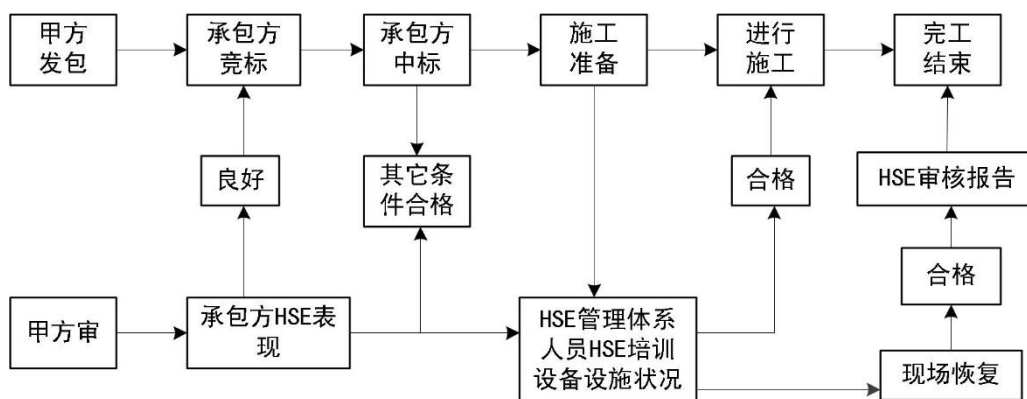 甲方
发包
承包方
竞标
承包方
中标
施工
准备
进行
施工
完工
结束
良好
其它条
件合格
合格
HSE审核报告
合格
甲方审
承包方HSE表
现
HSE管理体系
人员HSE培训
设备设施状况
现场恢复